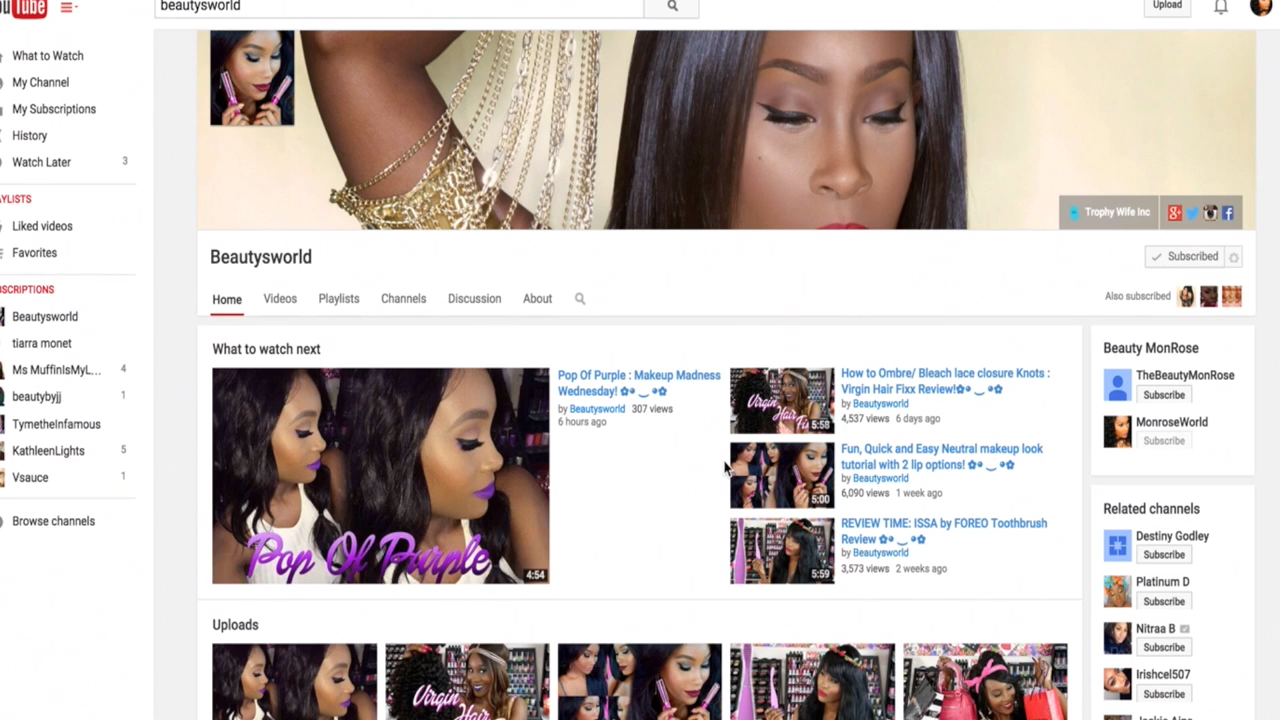 Tube
beautysworld
Upload
What to Watch
My Channel
My Subscriptions
History
Watch Later 3
Liked videos
Favorites
Beautysworld
tiarra monet
Ms MuffinIsMyL... 4
beautybyjj 1
TymetheInfamous
KathleenLights 5
Vsauce 1
Browse channels
Trophy Wife Inc
Beautysworld
Subscribed
Home Videos Playlists Channels Discussion About
Also subscribed
What to watch next
Pop Of Purple
4:54
Pop Of Purple : Makeup Madness
Wednesday! ✿◕ ‿ ◕✿
by Beautysworld 307 views
6 hours ago
Virgin
Hair
5:58
How to Ombre/ Bleach lace closure Knots :
Virgin Hair Fixx Review!✿◕ ‿ ◕✿
by Beautysworld
4,537 views 6 days ago
5:00
Fun, Quick and Easy Neutral makeup look
tutorial with 2 lip options! ✿◕ ‿ ◕✿
by Beautysworld
6,090 views 1 week ago
5:59
REVIEW TIME: ISSA by FOREO Toothbrush
Review ✿◕ ‿ ◕✿
by Beautysworld
3,573 views 2 weeks ago
Uploads
Virgin
Hair
Beauty MonRose
TheBeautyMonRose
Subscribe
MonroseWorld
Subscribe
Related channels
Destiny Godley
Subscribe
Platinum D
Subscribe
Nitraa B
Subscribe
Irishcel507
Subscribe